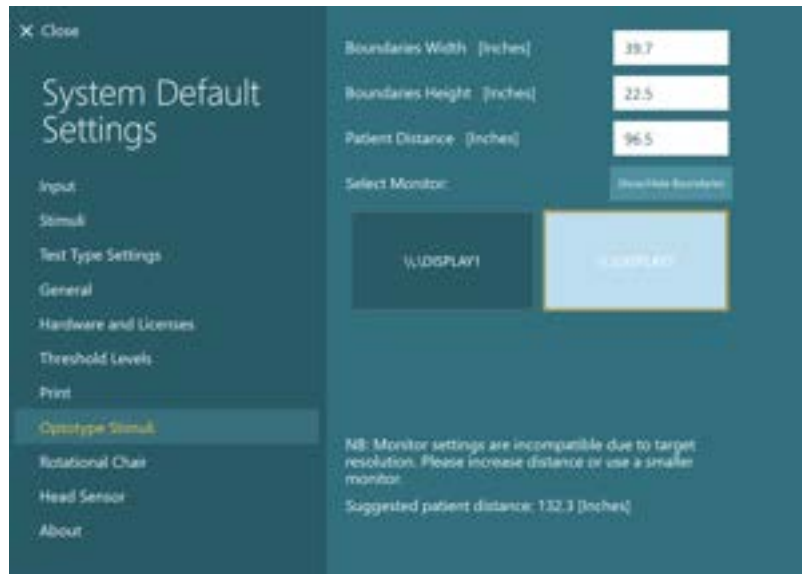 Close
System Default
Settings
Input
Stimuli
Test Type Settings
General
Hardware and Licenses
Threshold Levels
Print
Optotype Stimuli
Rotational Chair
Head Sensor
About
Boundaries Width [Inches] 39.7
Boundaries Height [Inches] 22.5
Patient Distance [Inches] 96.5
Select Monitor: Show/Hide Boundaries
\\.\DISPLAY1
NB: Monitor settings are incompatible due to target
resolution. Please increase distance or use a smaller
monitor.
Suggested patient distance: 132.3 [Inches]